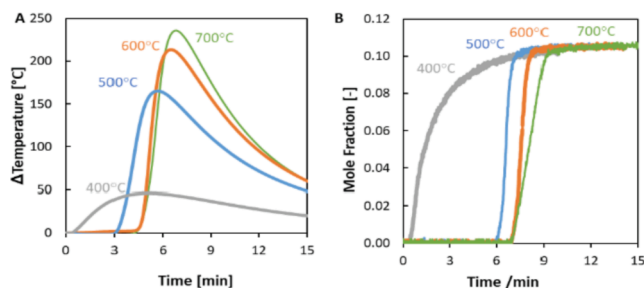 A
250
200
150
100
50
0
ΔTemperature [°C]
700°C
600°C
500°C
400°C
0
3
6
9
12
15
Time [min]
B
0.12
0.10
0.08
0.06
0.04
0.02
0.00
Mole Fraction [-]
600°C
700°C
500°C
400°C
0
3
6
9
12
15
Time /min